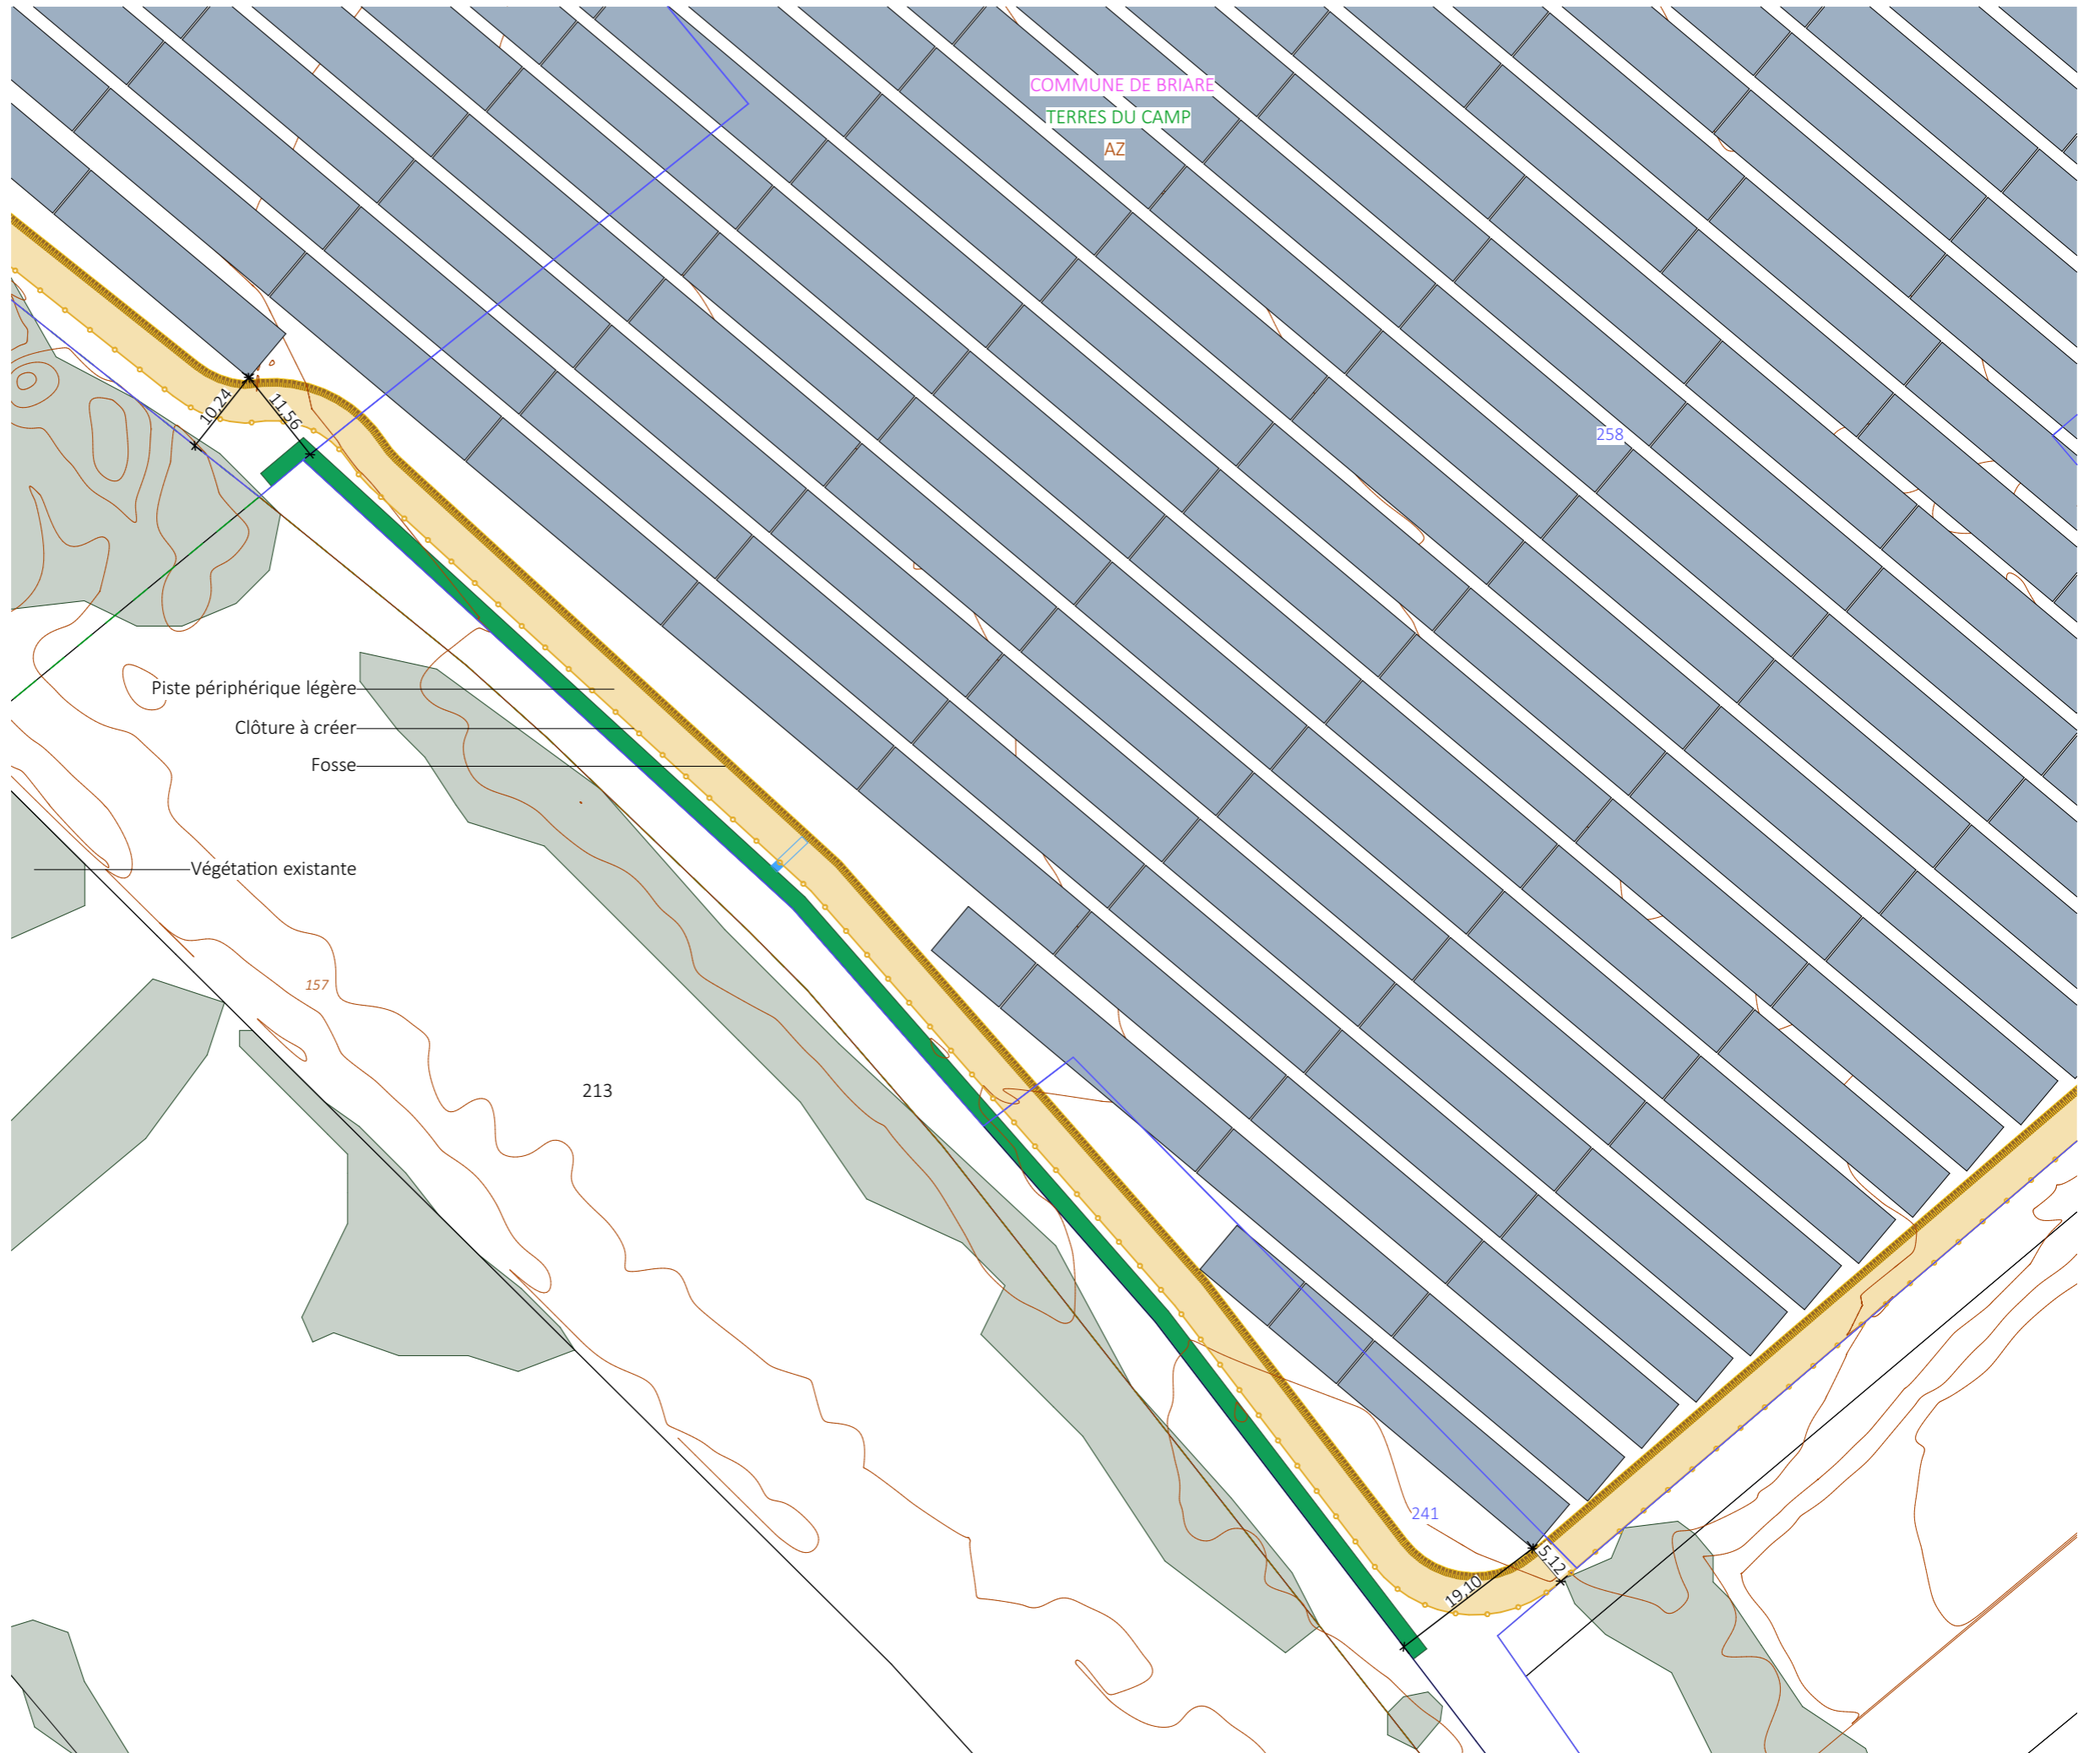 COMMUNE DE BRIARE
TERRES DU CAMP
AZ
10,24
11,56
258
Piste périphérique légère
Clôture à créer
Fosse
Végétation existante
157
213
241
5,12
19,10